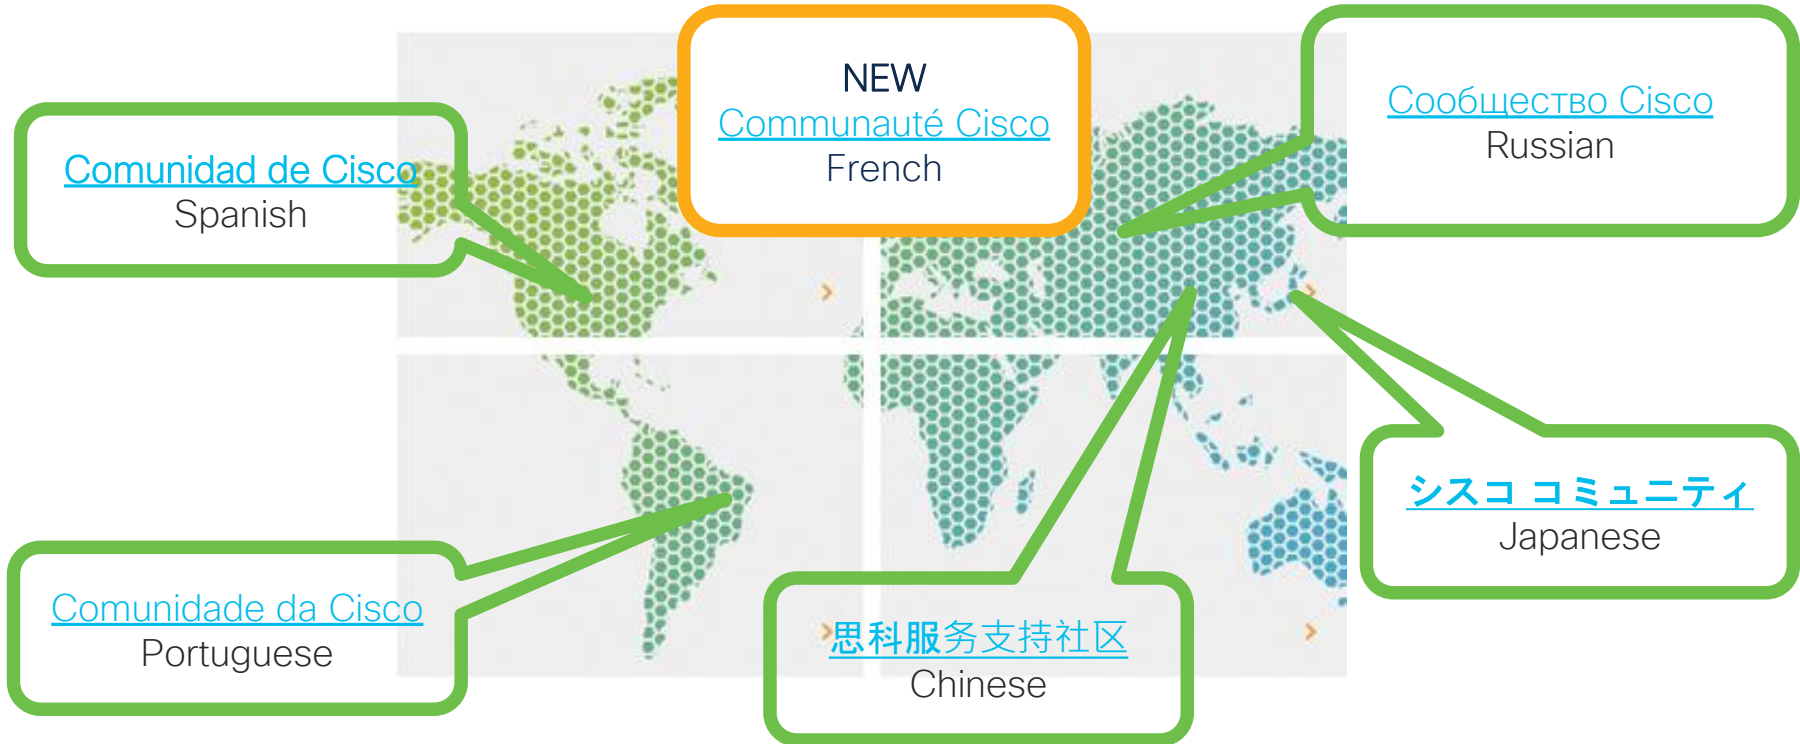 NEW
Communauté Cisco
French
Сообщество Cisco
Russian
Comunidad de Cisco
Spanish
シスココミュニティ
Japanese
Comunidade da Cisco
Portuguese
思科服务支持社区
Chinese